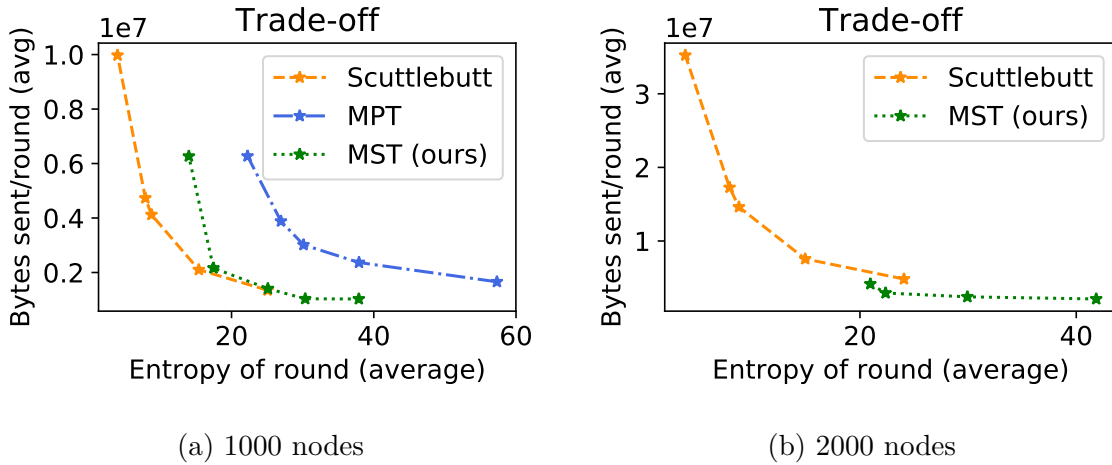 Trade-off
1e7
Bytes sent/round (avg)
1.0
0.8
0.6
0.4
0.2
Scuttlebutt
MPT
MST (ours)
20
40
60
Entropy of round (average)
(a) 1000 nodes
Trade-off
1e7
Bytes sent/round (avg)
3
2
1
Scuttlebutt
MST (ours)
20
40
Entropy of round (average)
(b) 2000 nodes